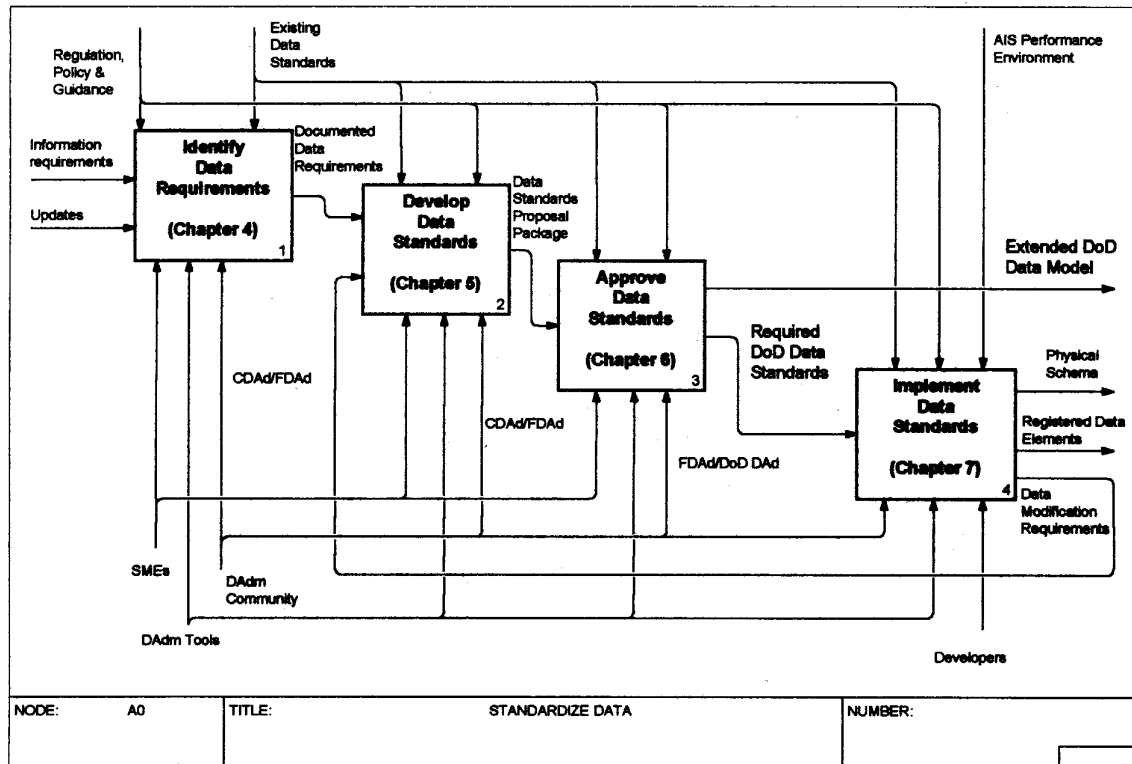 Regulation,
Policy &
Guidance
Existing
Data
Standards
AIS Performance
Environment
Information
requirements
Updates
Identify
Data
Requirements
(Chapter 4)
1
Documented
Data
Requirements
Develop
Data
Standards
(Chapter 5)
2
Data
Standards
Proposal
Package
Approve
Data
Standards
(Chapter 6)
3
Extended DoD
Data Model
Required
DoD Data
Standards
Implement
Data
Standards
(Chapter 7)
4
Physical
Schema
Registered Data
Elements
Data
Modification
Requirements
CDAd/FDAd
CDAd/FDAd
FDAd/DoD DAd
SMEs
DAdm
Community
DAdm Tools
Developers
NODE: A0
TITLE: STANDARDIZE DATA
NUMBER: